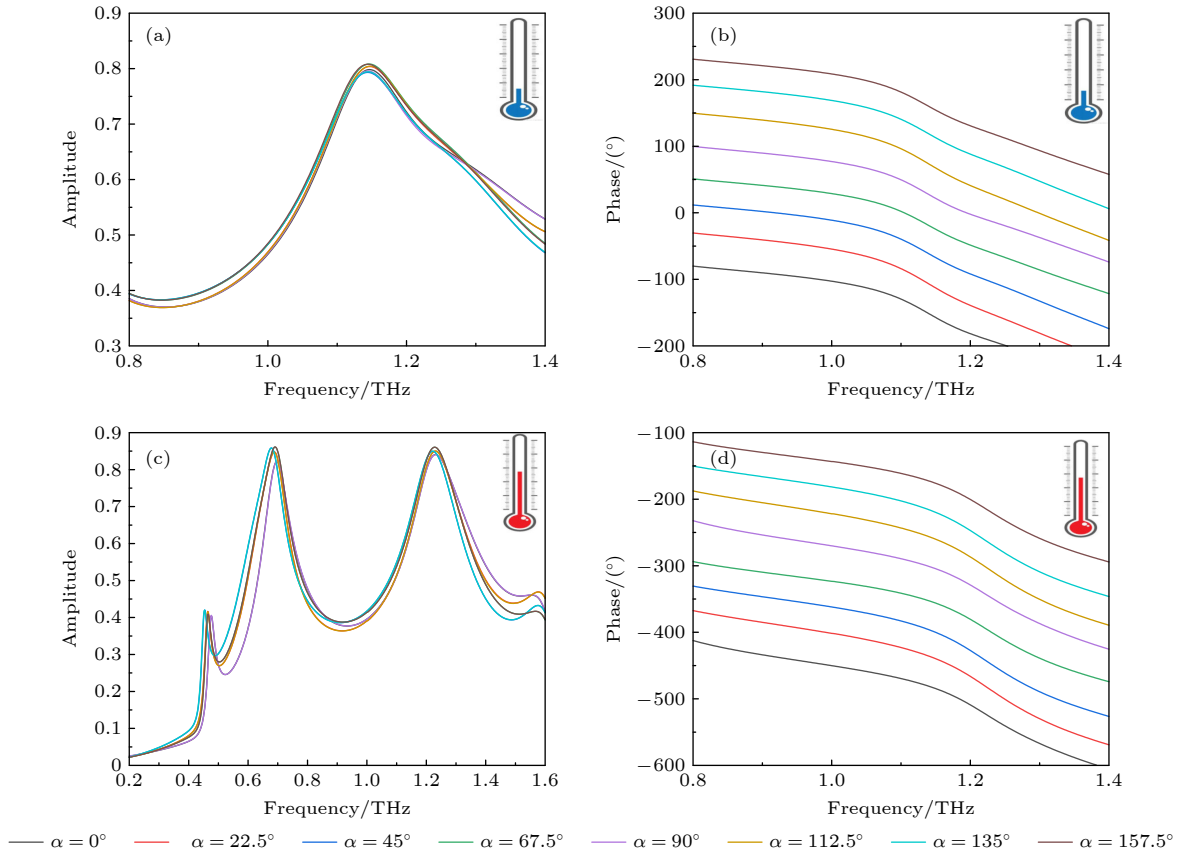 (a)
0.9
0.8
0.7
0.6
0.5
0.4
0.3
Amplitude
0.8 1.0 1.2 1.4
Frequency/THz
(b)
300
200
100
0
−100
−200
Phase/(°)
0.8 1.0 1.2 1.4
Frequency/THz
(c)
0.9
0.8
0.7
0.6
0.5
0.4
0.3
0.2
0.1
0
Amplitude
0.2 0.4 0.6 0.8 1.0 1.2 1.4 1.6
Frequency/THz
(d)
−100
−200
−300
−400
−500
−600
Phase/(°)
0.8 1.0 1.2 1.4
Frequency/THz
α = 0° α = 22.5° α = 45° α = 67.5° α = 90° α = 112.5° α = 135° α = 157.5°